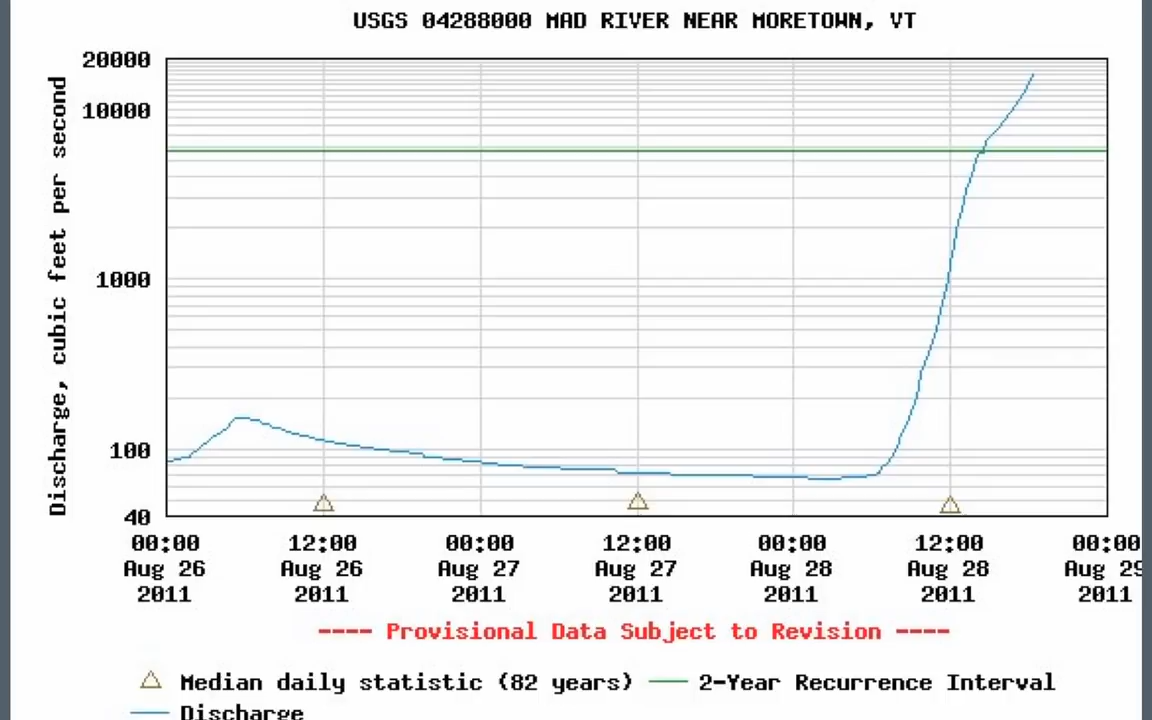 USGS 04288000 MAD RIVER NEAR MORETOWN, VT
Discharge, cubic feet per second
20000
10000
1000
100
40
00:00 12:00 00:00 12:00 00:00 12:00 00:00
Aug 26 Aug 26 Aug 27 Aug 27 Aug 28 Aug 28 Aug 29
2011 2011 2011 2011 2011 2011 2011
---- Provisional Data Subject to Revision ----
Median daily statistic (82 years) 2-Year Recurrence Interval
Discharge